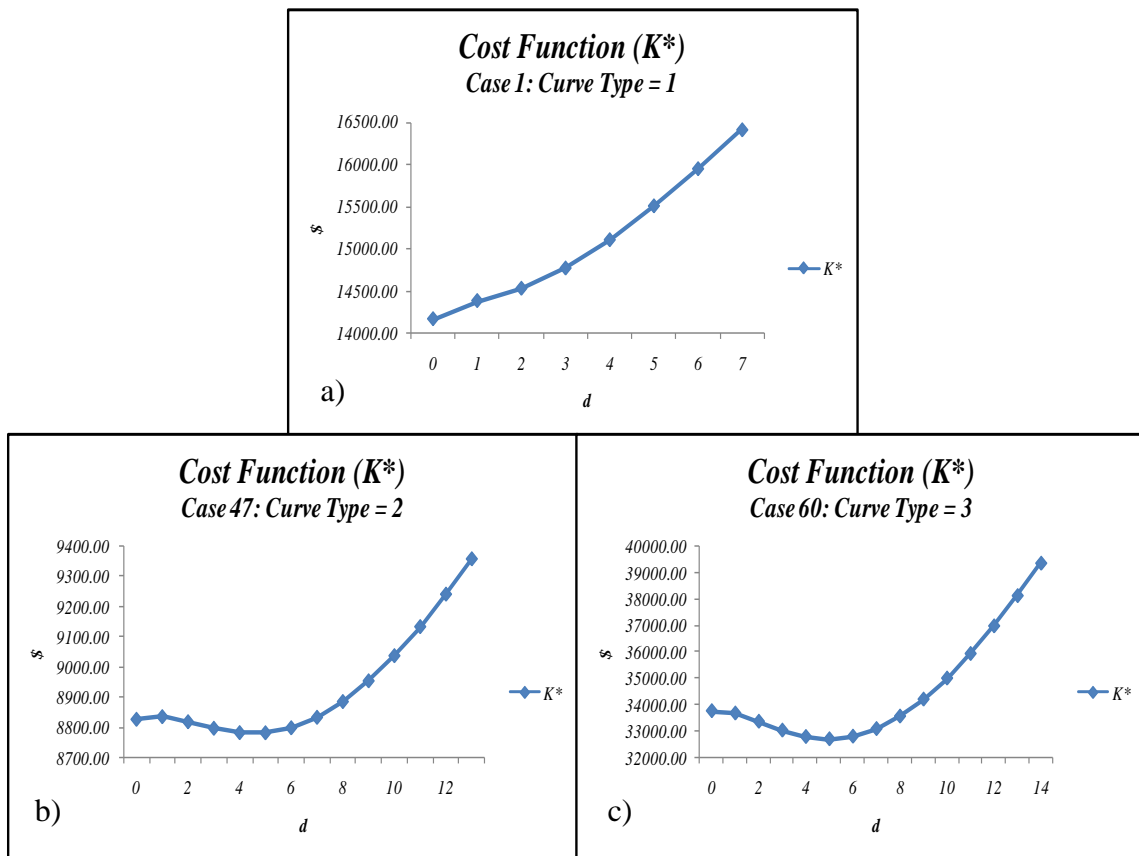 Cost Function (K*)
Case 1: Curve Type = 1
16500.00
16000.00
15500.00
15000.00
14500.00
14000.00
$
0 1 2 3 4 5 6 7
d
K*
a)
Cost Function (K*)
Case 47: Curve Type = 2
9400.00
9300.00
9200.00
9100.00
9000.00
8900.00
8800.00
8700.00
$
0 2 4 6 8 10 12
d
K*
b)
Cost Function (K*)
Case 60: Curve Type = 3
40000.00
39000.00
38000.00
37000.00
36000.00
35000.00
34000.00
33000.00
32000.00
$
0 2 4 6 8 10 12 14
d
K*
c)